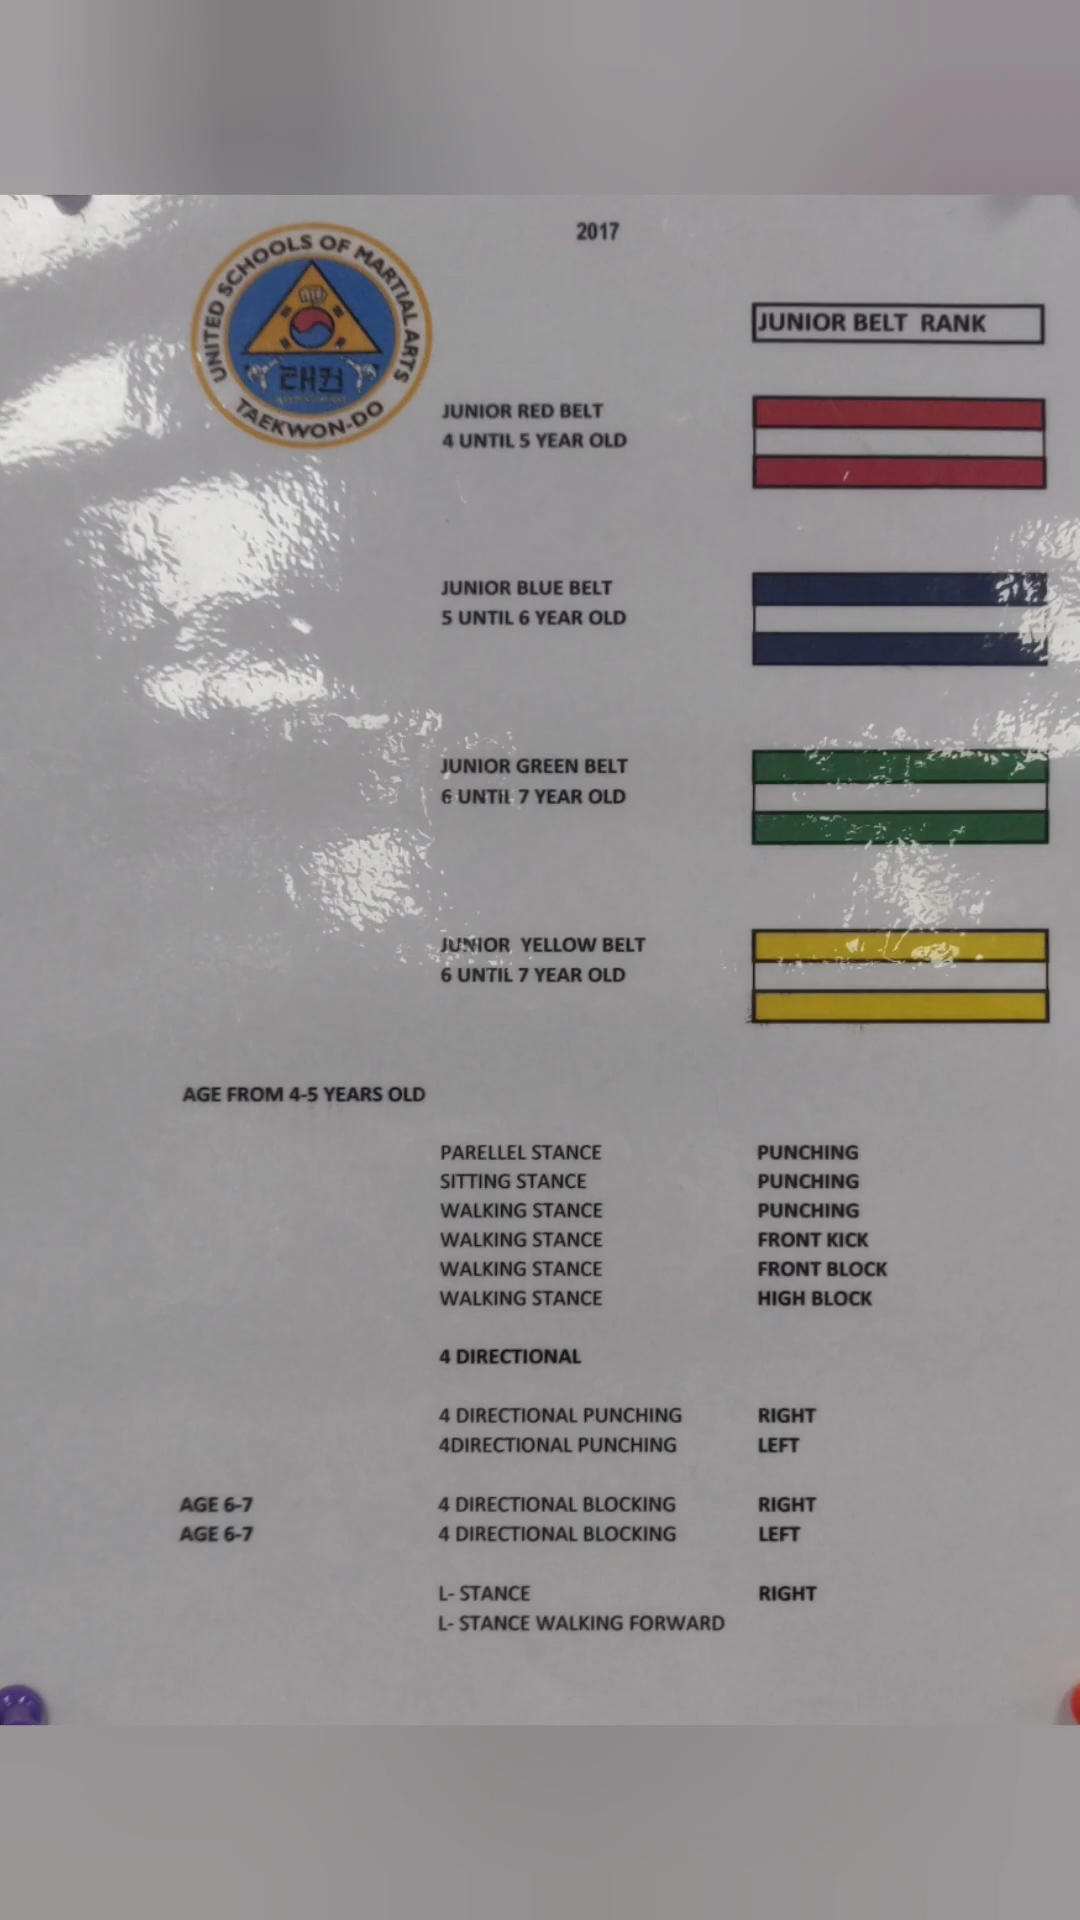 2017
UNITED SCHOOLS OF MARTIAL ARTS
TAEKWON-DO
JUNIOR BELT RANK
JUNIOR RED BELT
4 UNTIL 5 YEAR OLD
JUNIOR BLUE BELT
5 UNTIL 6 YEAR OLD
JUNIOR GREEN BELT
6 UNTIL 7 YEAR OLD
JUNIOR YELLOW BELT
6 UNTIL 7 YEAR OLD
AGE FROM 4-5 YEARS OLD
PARELLEL STANCE PUNCHING
SITTING STANCE PUNCHING
WALKING STANCE PUNCHING
WALKING STANCE FRONT KICK
WALKING STANCE FRONT BLOCK
WALKING STANCE HIGH BLOCK
4 DIRECTIONAL
4 DIRECTIONAL PUNCHING RIGHT
4DIRECTIONAL PUNCHING LEFT
AGE 6-7 4 DIRECTIONAL BLOCKING RIGHT
AGE 6-7 4 DIRECTIONAL BLOCKING LEFT
L- STANCE RIGHT
L- STANCE WALKING FORWARD